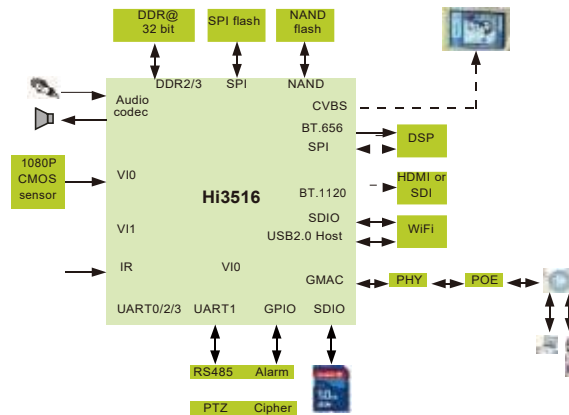 DDR@
32 bit
SPI flash
NAND
flash
DDR2/3
SPI
NAND
CVBS
Audio
codec
BT.656
SPI
DSP
1080P
CMOS
sensor
VI0
Hi3516
BT.1120
HDMI or
SDI
VI1
SDIO
USB2.0 Host
WiFi
IR
VI0
GMAC
PHY
POE
UART0/2/3
UART1
GPIO
SDIO
RS485
Alarm
PTZ
Cipher